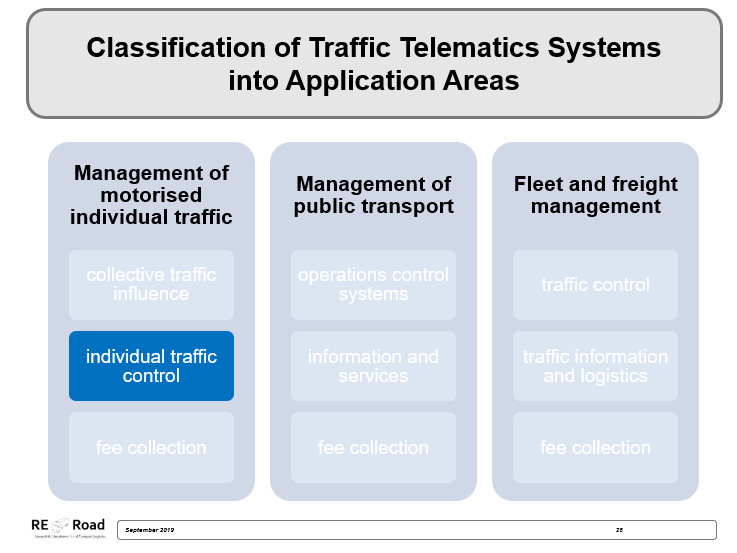 Classification of Traffic Telematics Systems
into Application Areas
Management of
motorised
individual traffic
collective traffic
influence
individual traffic
control
fee collection
Management of
public transport
operations control
systems
information and
services
fee collection
Fleet and freight
management
traffic control
traffic information
and logistics
fee collection
RE Road
September 2019
25